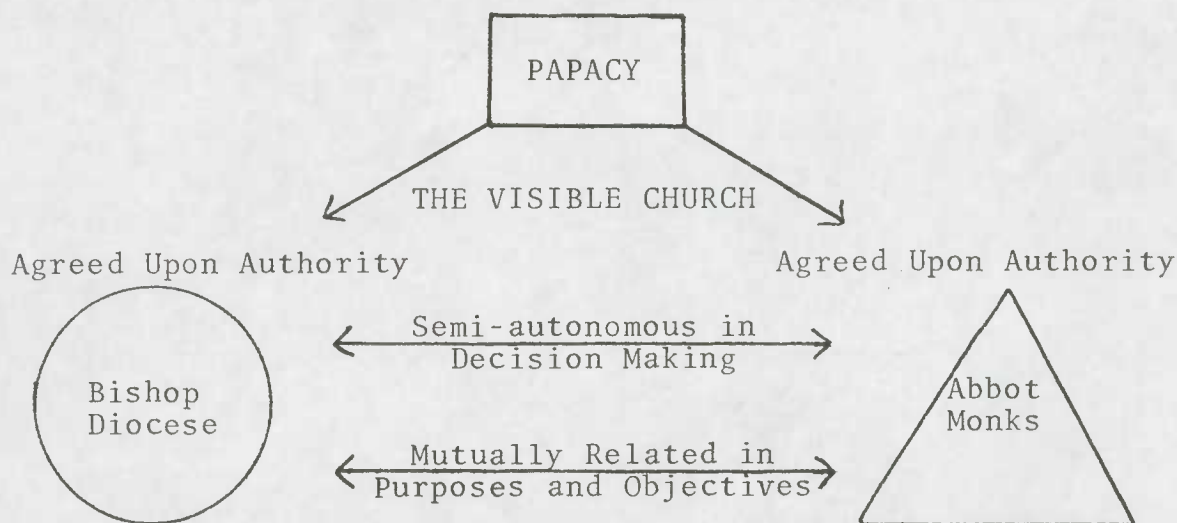 PAPACY
THE VISIBLE CHURCH
Agreed Upon Authority
Agreed Upon Authority
Semi-autonomous in
Decision Making
Bishop
Diocese
Abbot
Monks
Mutually Related in
Purposes and Objectives